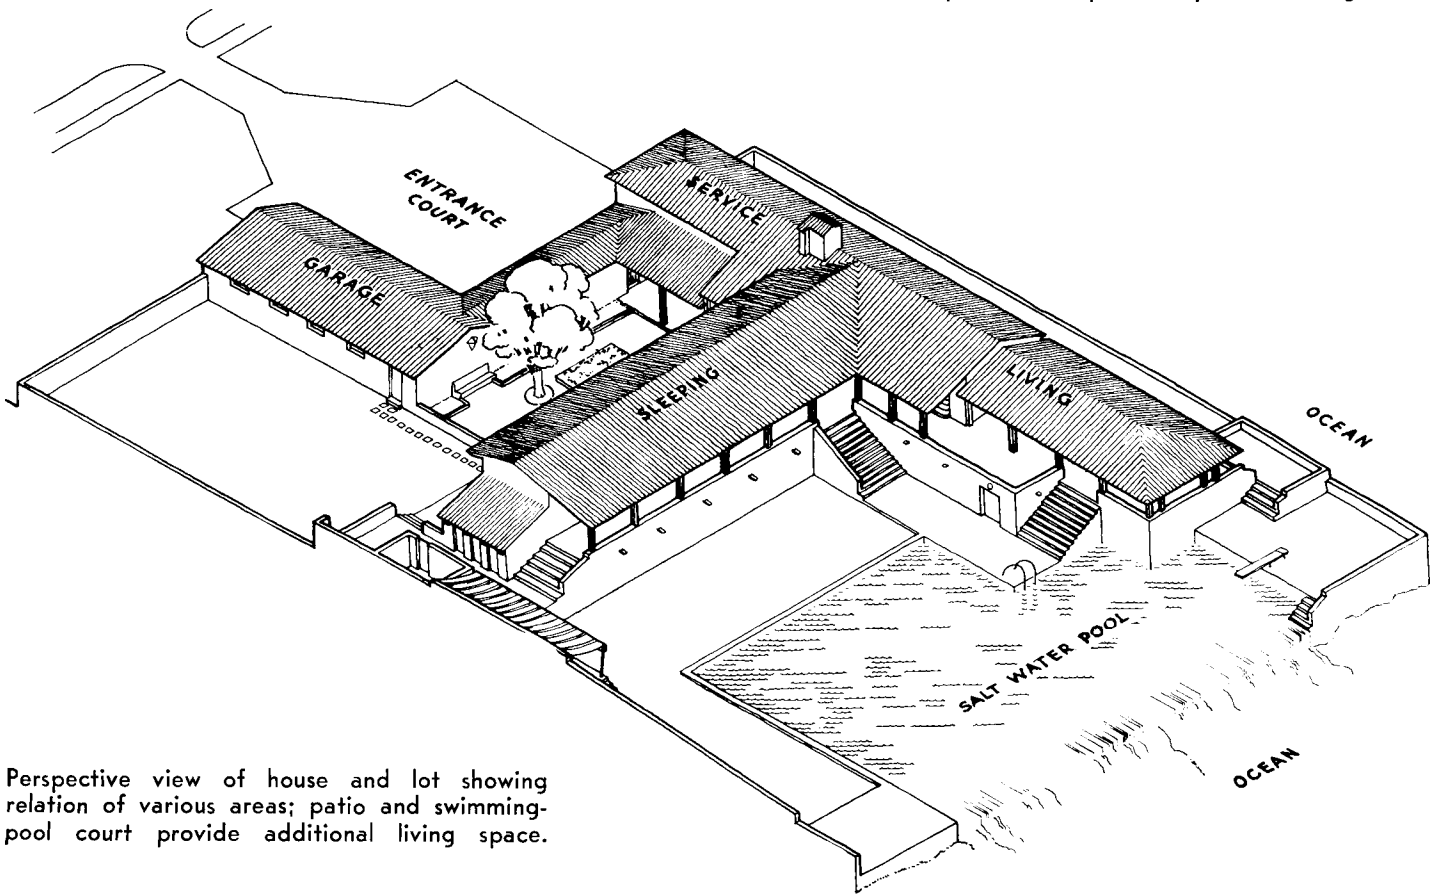 ENTRANCE
COURT
SERVICE
GARAGE
SLEEPING
LIVING
OCEAN
SALT WATER POOL
OCEAN
Perspective view of house and lot showing
relation of various areas; patio and swimming-
pool court provide additional living space.